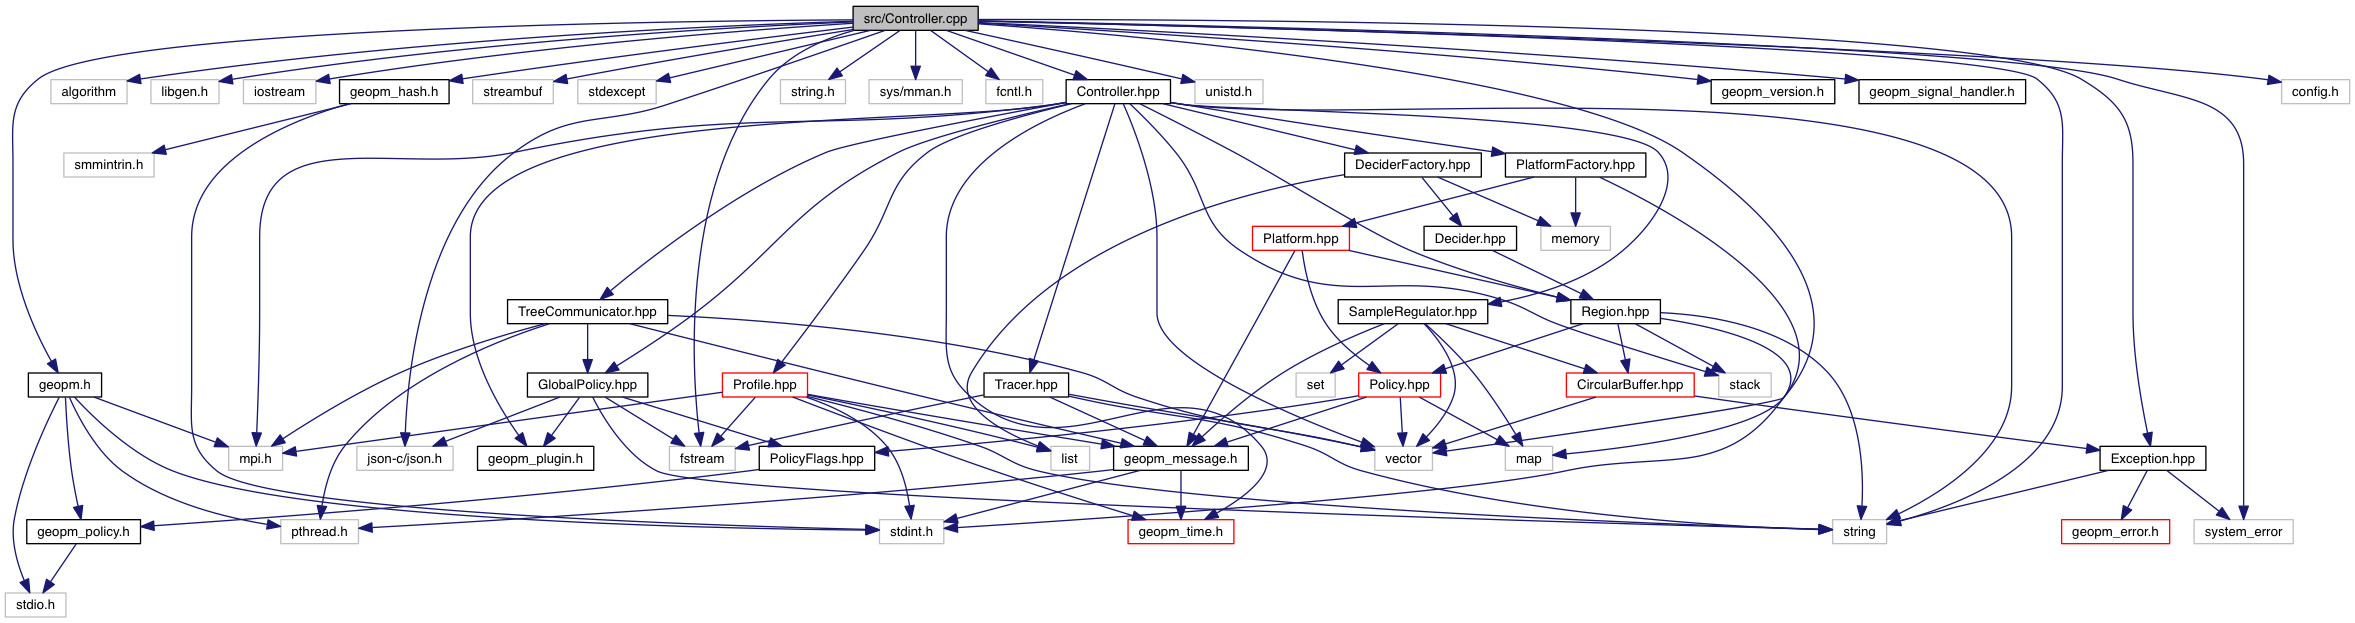 src/Controller.cpp
algorithm
libgen.h
iostream
geopm_hash.h
streambuf
stdexcept
string.h
sys/mman.h
fcntl.h
Controller.hpp
unistd.h
geopm_version.h
geopm_signal_handler.h
config.h
smmintrin.h
DeciderFactory.hpp
PlatformFactory.hpp
Platform.hpp
Decider.hpp
memory
TreeCommunicator.hpp
SampleRegulator.hpp
Region.hpp
geopm.h
GlobalPolicy.hpp
Profile.hpp
Tracer.hpp
set
Policy.hpp
CircularBuffer.hpp
stack
mpi.h
json-c/json.h
geopm_plugin.h
fstream
PolicyFlags.hpp
list
geopm_message.h
vector
map
Exception.hpp
geopm_policy.h
pthread.h
stdint.h
geopm_time.h
string
geopm_error.h
system_error
stdio.h